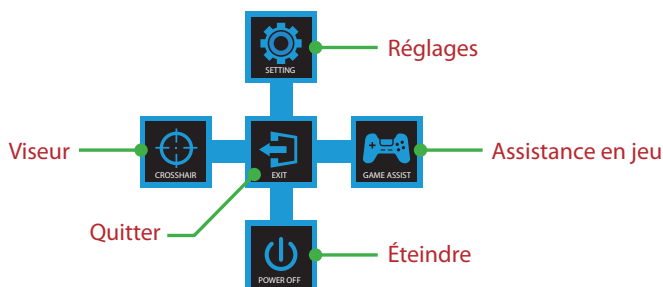 Réglages
SETTING
Viseur
CROSSHAIR
EXIT
GAME ASSIST
Assistance en jeu
Quitter
POWER OFF
Éteindre